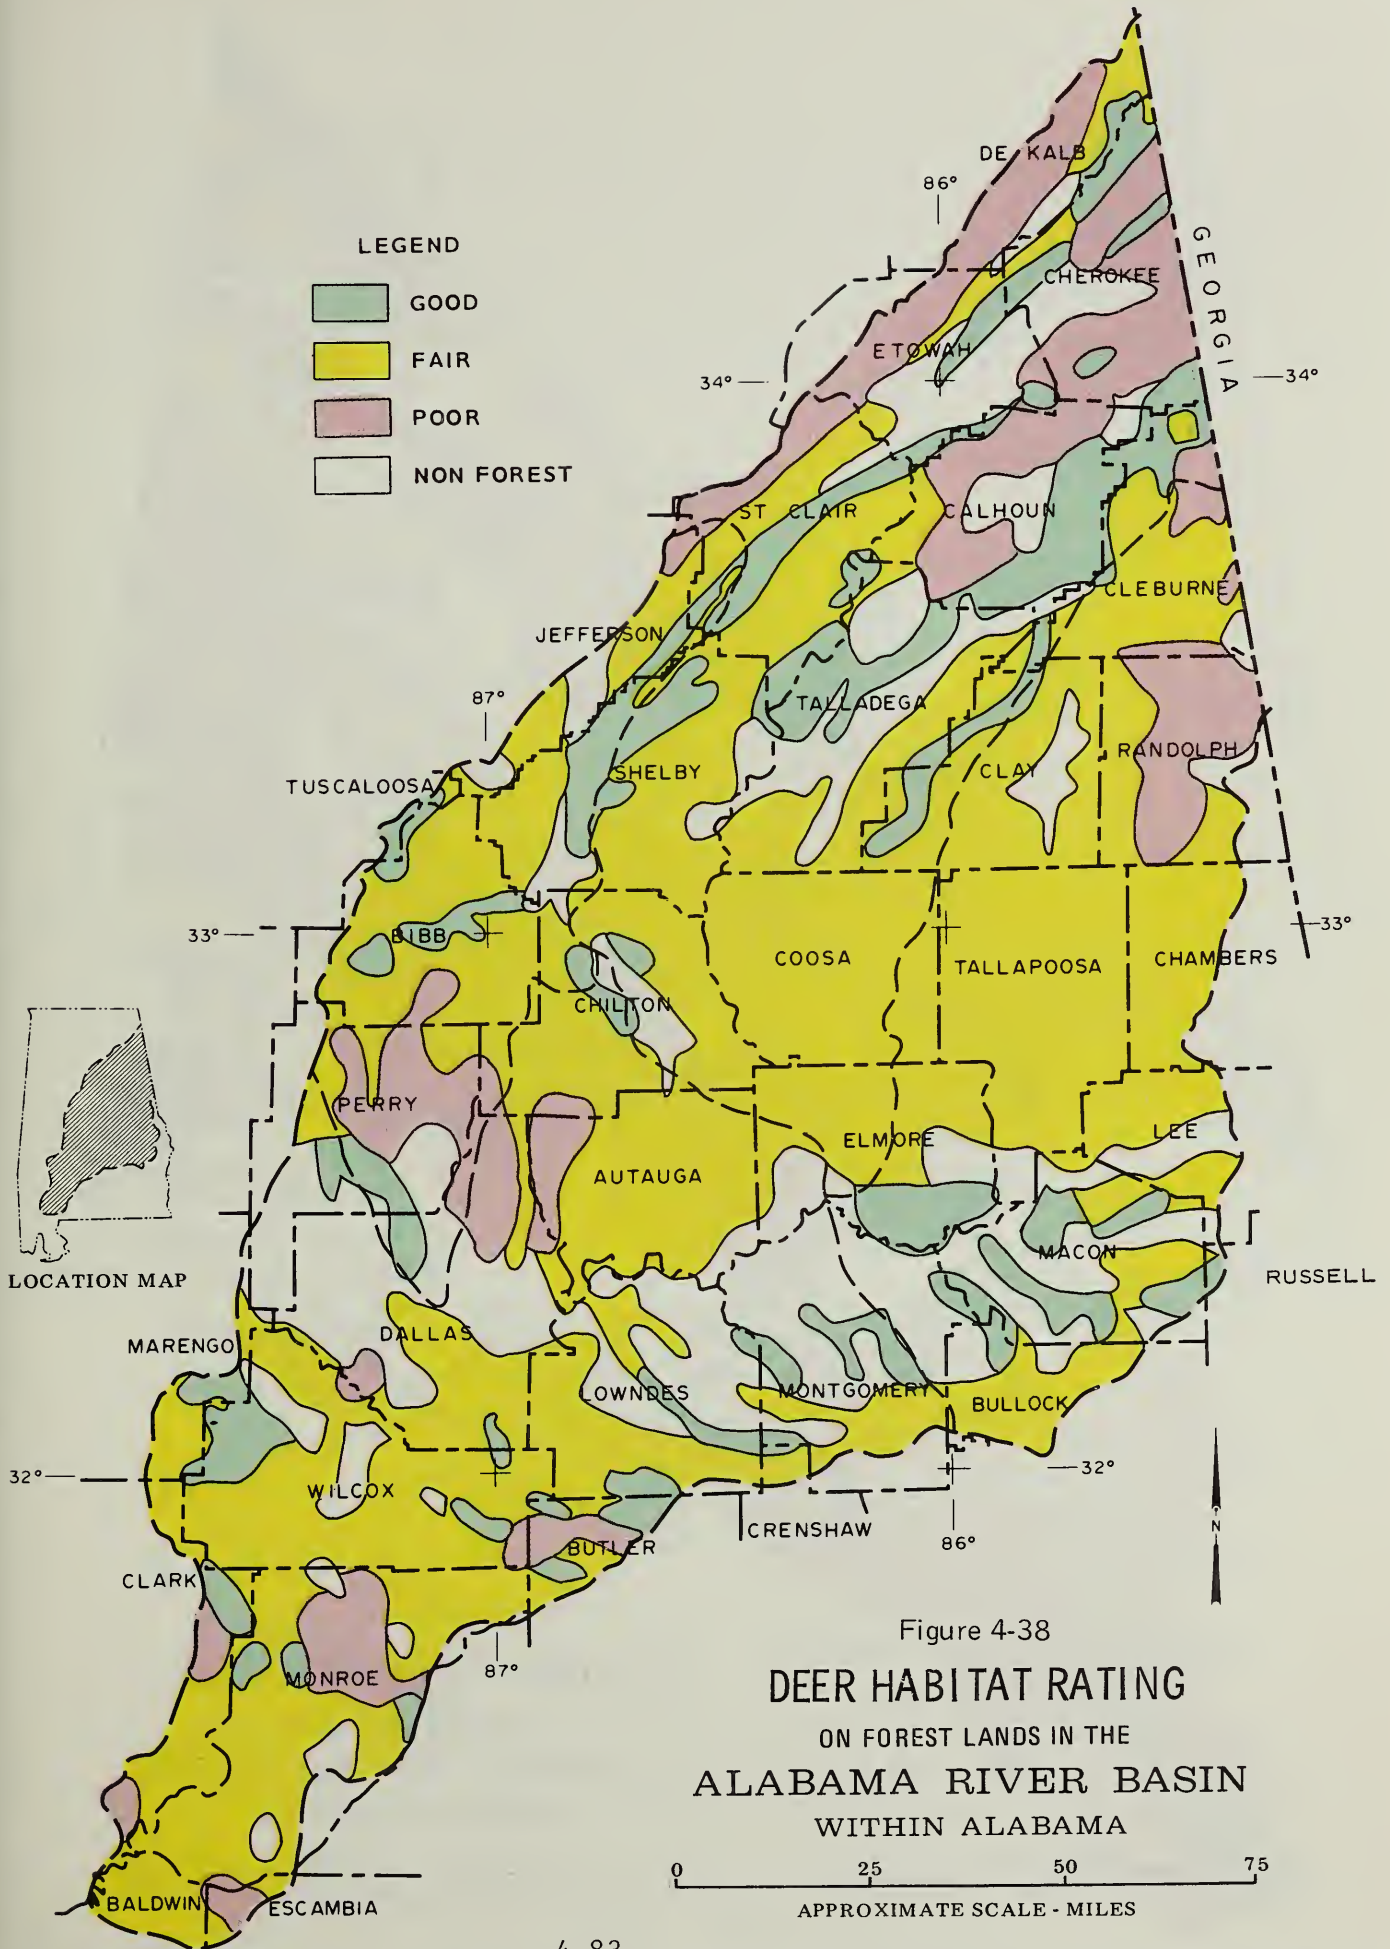 DE KALB
86°
GEORGIA
LEGEND
GOOD
FAIR
POOR
NON FOREST
CHEROKEE
ETOWAH
34°
34°
ST CLAIR
CALHOUN
CLEBURNE
JEFFERSON
87°
TALLADEGA
RANDOLPH
TUSCALOOSA
SHELBY
CLAY
33°
33°
BIBB
COOSA
TALLAPOOSA
CHAMBERS
CHILTON
PERRY
ELMORE
LEE
AUTAUGA
MACON
LOCATION MAP
RUSSELL
MARENGO
DALLAS
LOWNDES
MONTGOMERY
BULLOCK
32°
32°
WILCOX
CRENSHAW
86°
BUTLER
CLARK
N
MONROE
87°
BALDWIN
ESCAMBIA
Figure 4-38
DEER HABITAT RATING
ON FOREST LANDS IN THE
ALABAMA RIVER BASIN
WITHIN ALABAMA
0 25 50 75
APPROXIMATE SCALE - MILES
4-83